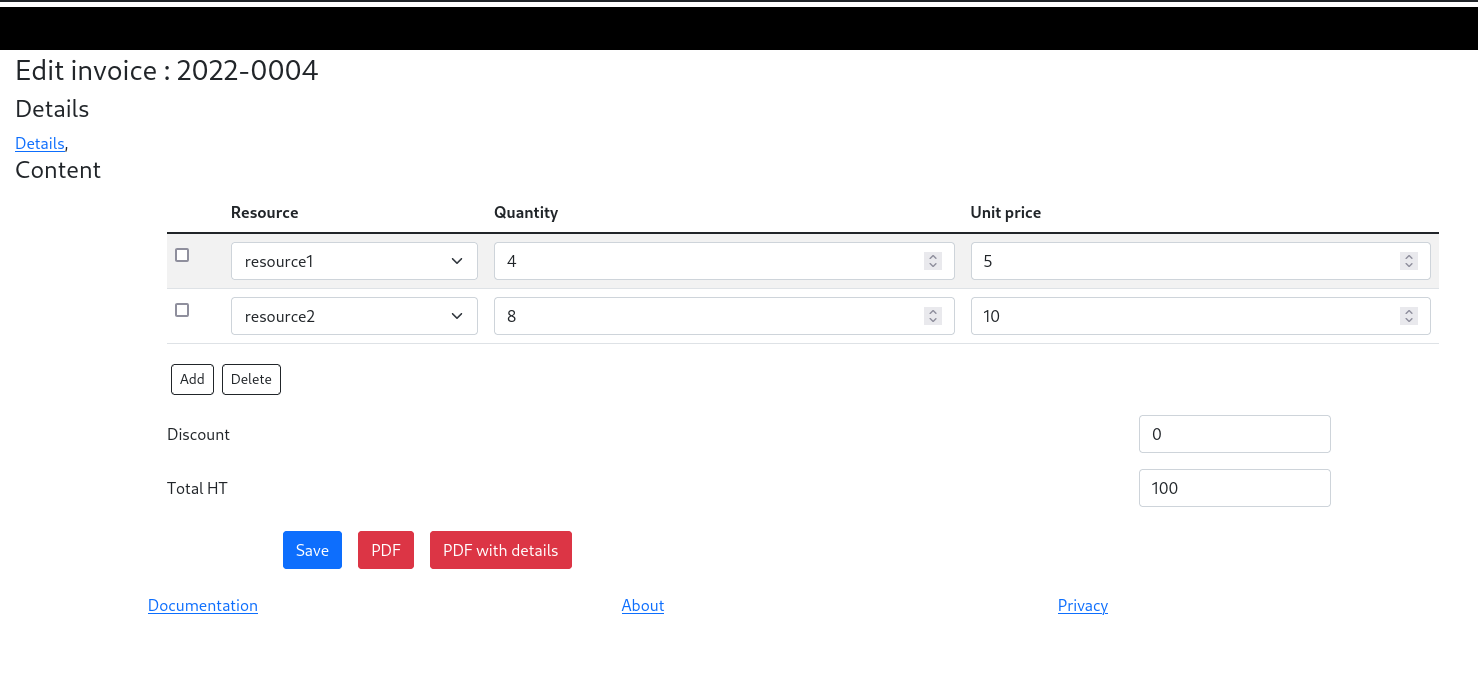 Edit invoice : 2022-0004
Details
Details,
Content
Resource Quantity Unit price
resource1 4 5
resource2 8 10
Add Delete
Discount 0
Total HT 100
Save PDF PDF with details
Documentation About Privacy